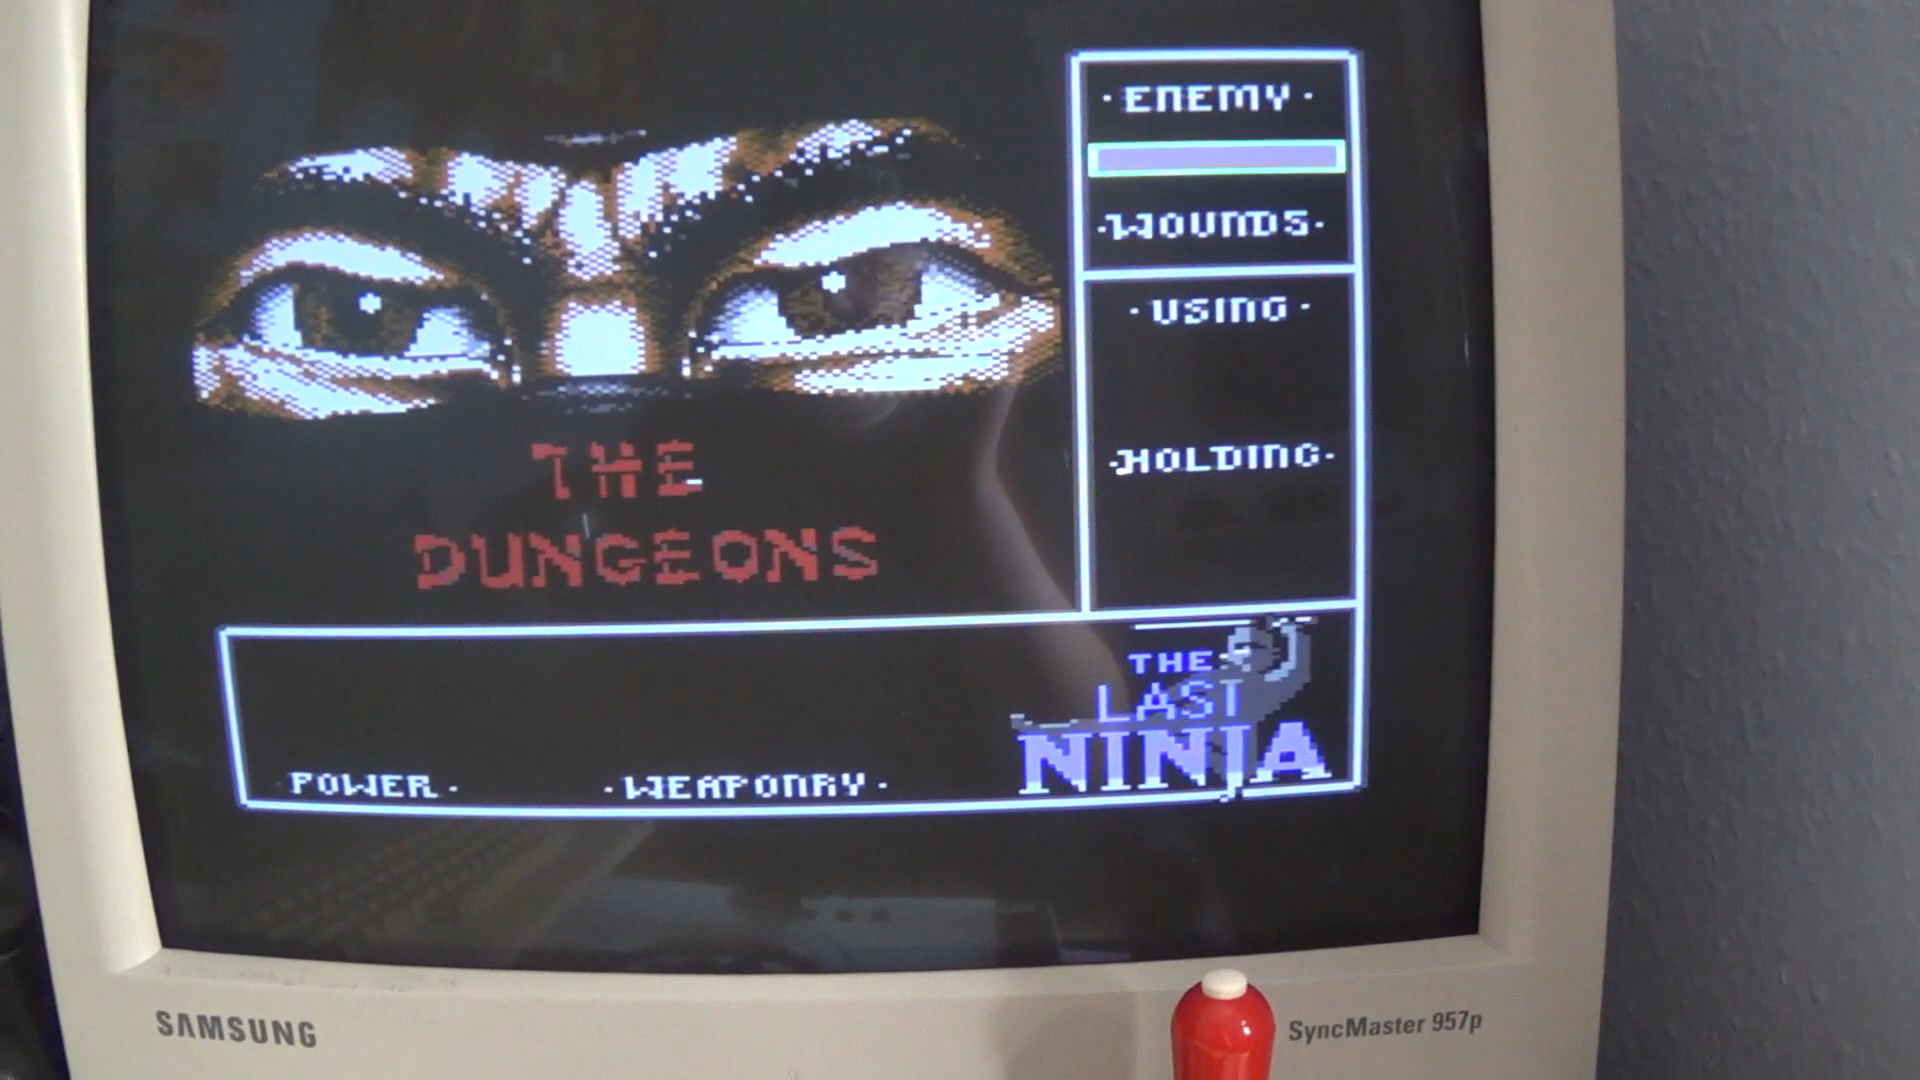 ·ENEMY·
·WOUNDS·
·USING·
·HOLDING·
THE
DUNGEONS
THE
LAST
NINJA
POWER·
·WEAPONRY·
SAMSUNG
SyncMaster 957p